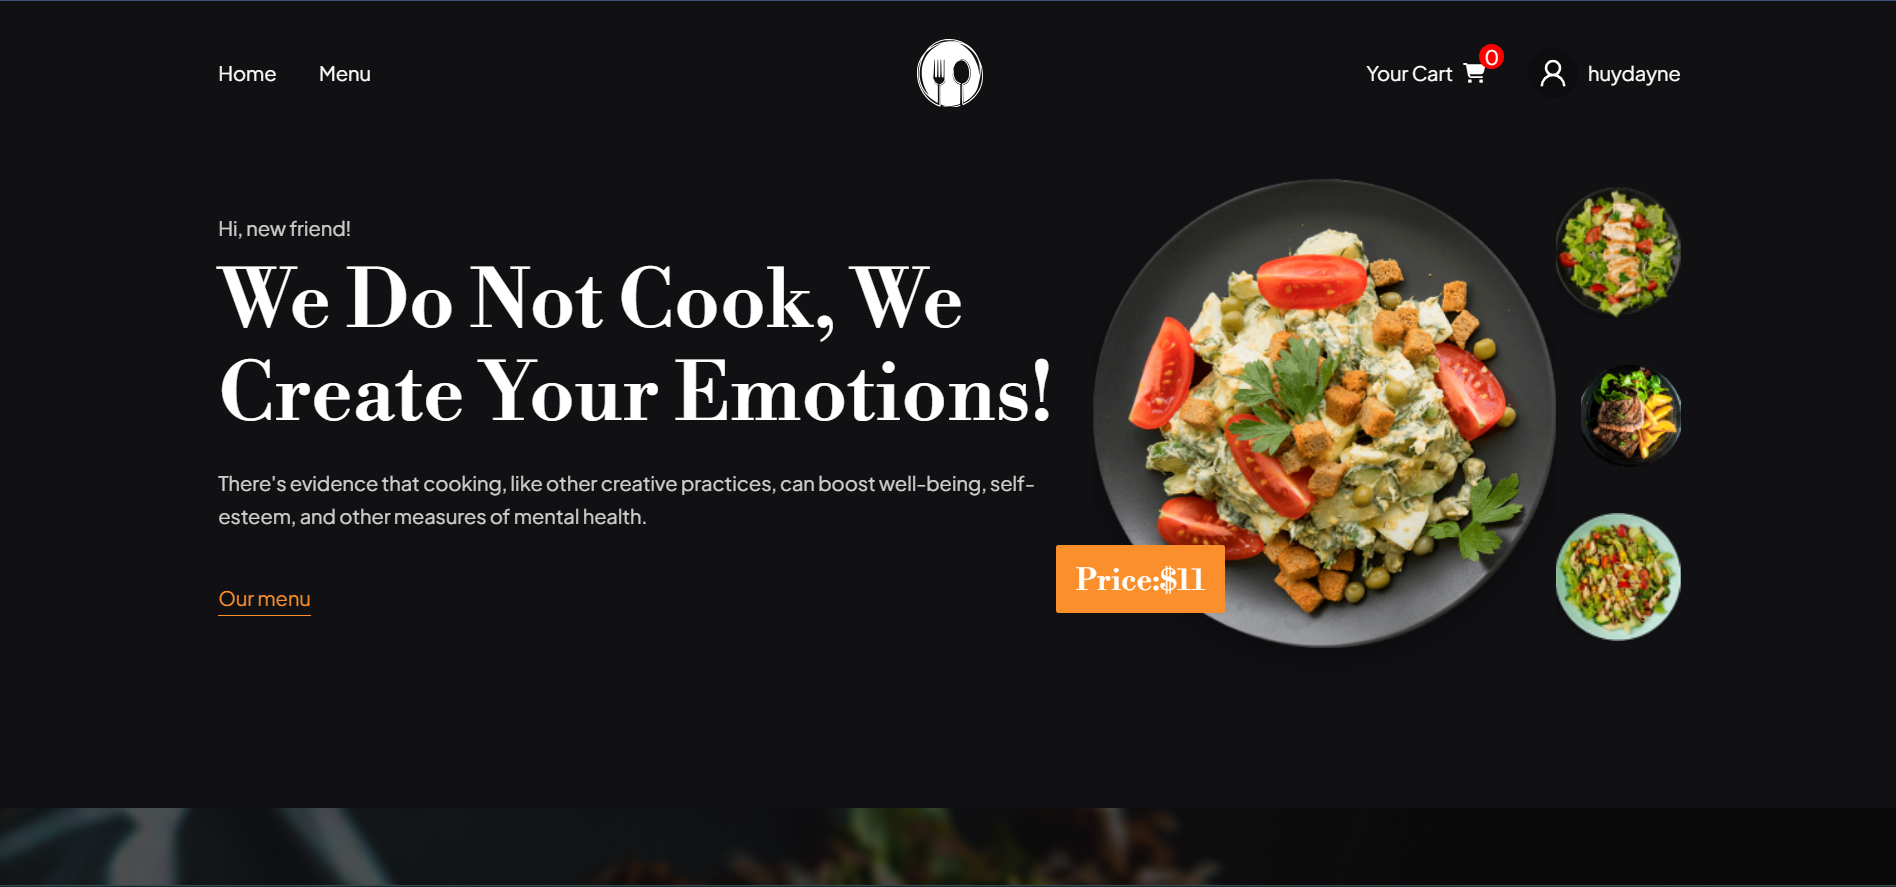 Home Menu Your Cart 0 huydayne
Hi, new friend!
We Do Not Cook, We
Create Your Emotions!
There's evidence that cooking, like other creative practices, can boost well-being, self-
esteem, and other measures of mental health.
Our menu
Price:$11